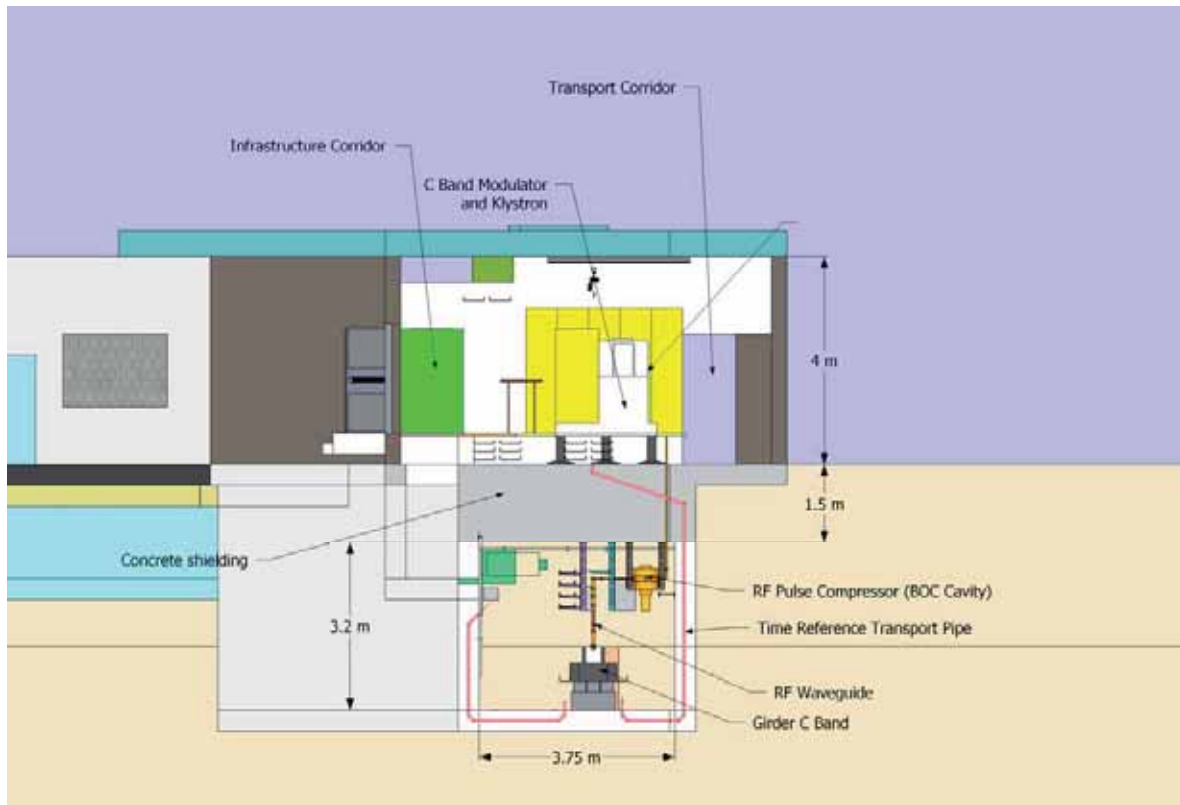 Transport Corridor
Infrastructure Corridor
C Band Modulator
and Klystron
4 m
1.5 m
Concrete shielding
RF Pulse Compressor (BOC Cavity)
3.2 m
Time Reference Transport Pipe
RF Waveguide
Girder C Band
3.75 m